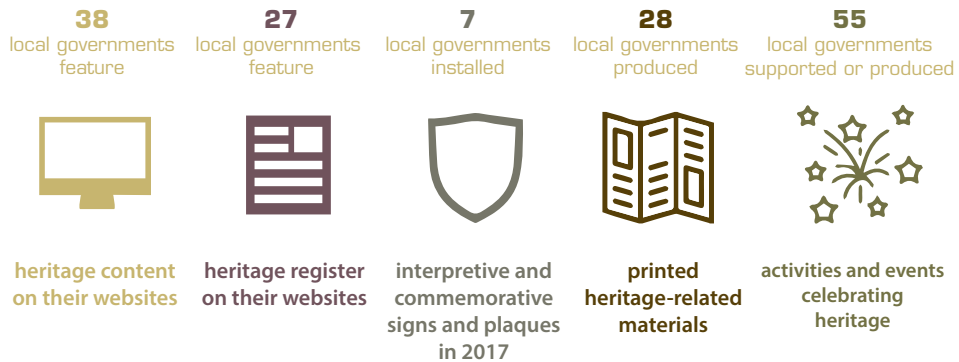 38
local governments
feature
heritage content
on their websites
27
local governments
feature
heritage register
on their websites
7
local governments
installed
interpretive and
commemorative
signs and plaques
in 2017
28
local governments
produced
printed
heritage-related
materials
55
local governments
supported or produced
activities and events
celebrating
heritage